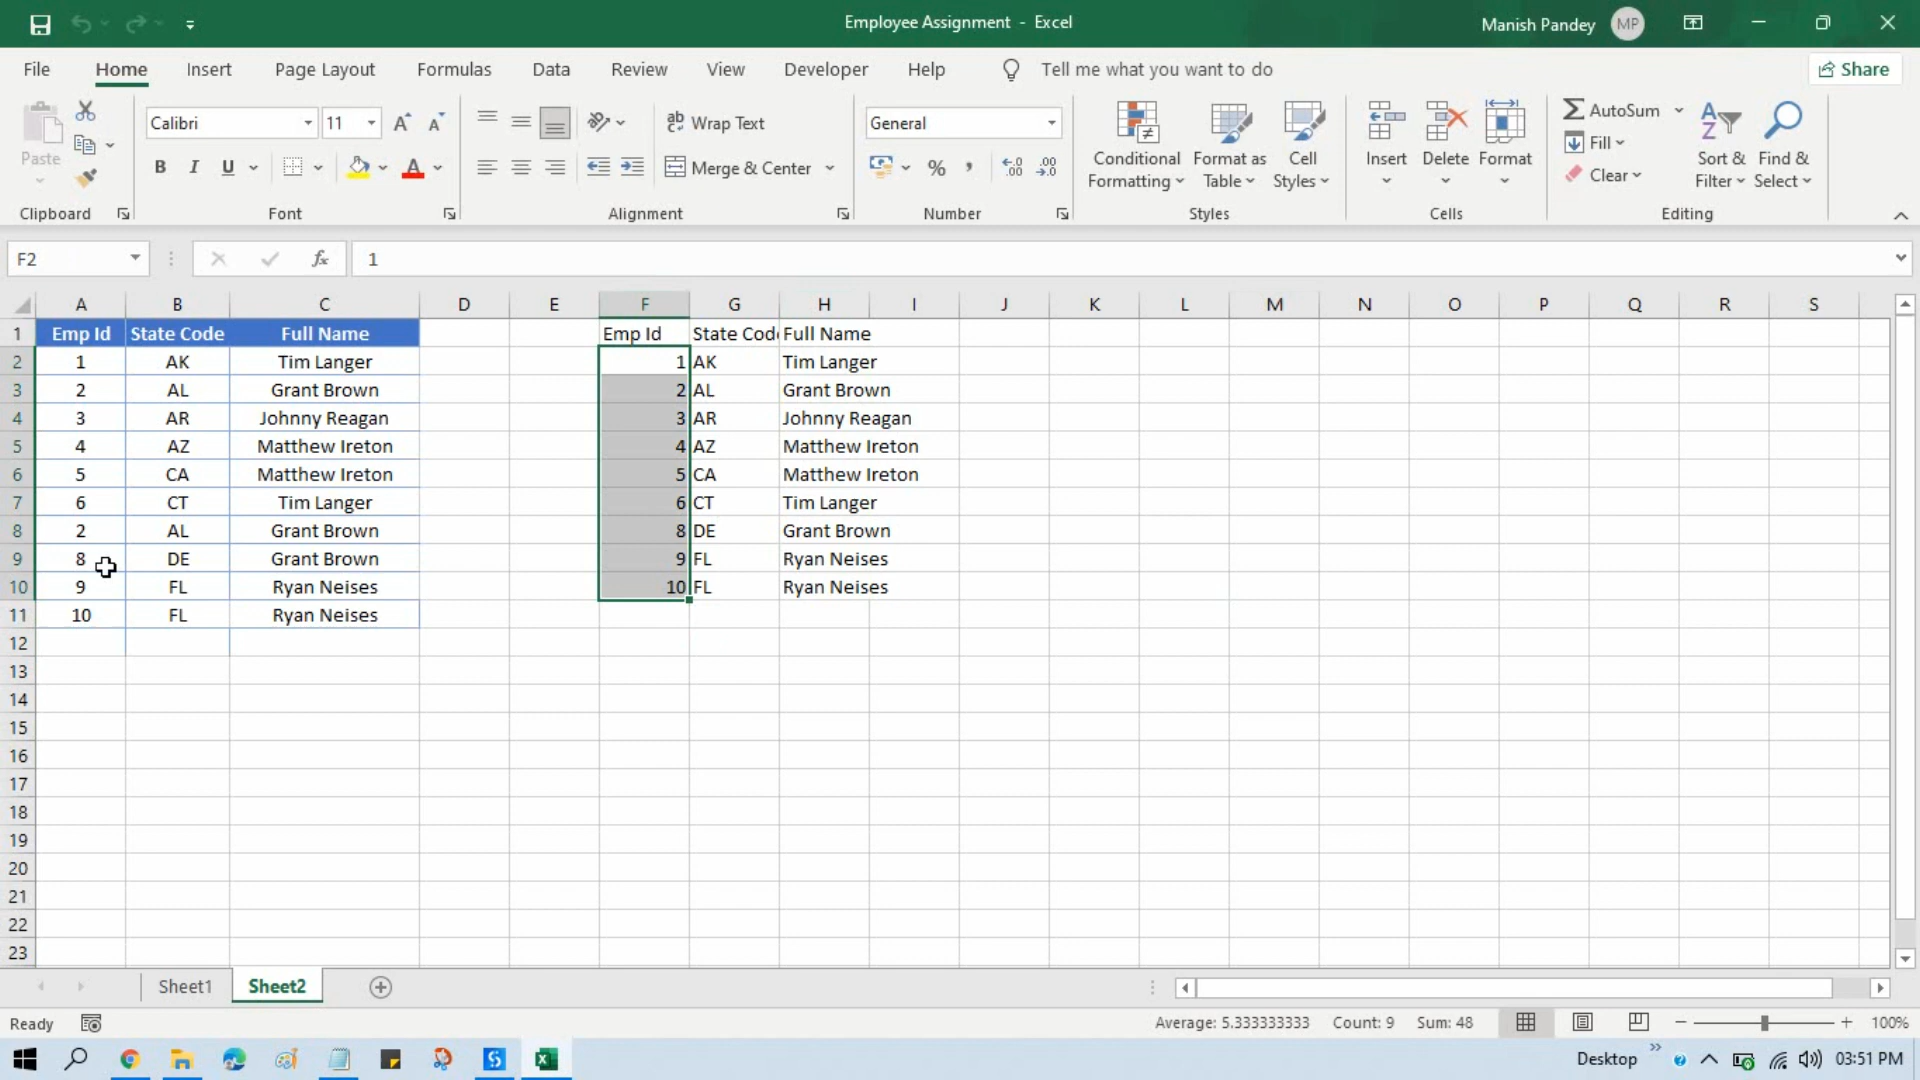 Employee Assignment - Excel
Manish Pandey MP
File Home Insert Page Layout Formulas Data Review View Developer Help Tell me what you want to do Share
Paste
Calibri 11
B I U
Wrap Text
Merge & Center
General
%
Conditional Formatting
Format as Table
Cell Styles
Insert
Delete
Format
AutoSum
Fill
Clear
Sort & Filter
Find & Select
Clipboard Font Alignment Number Styles Cells Editing
F2 fx 1
A B C D E F G H I J K L M N O P Q R S
1 Emp Id State Code Full Name Emp Id State Cod Full Name
2 1 AK Tim Langer 1 AK Tim Langer
3 2 AL Grant Brown 2 AL Grant Brown
4 3 AR Johnny Reagan 3 AR Johnny Reagan
5 4 AZ Matthew Ireton 4 AZ Matthew Ireton
6 5 CA Matthew Ireton 5 CA Matthew Ireton
7 6 CT Tim Langer 6 CT Tim Langer
8 2 AL Grant Brown 8 DE Grant Brown
9 8 DE Grant Brown 9 FL Ryan Neises
10 9 FL Ryan Neises 10 FL Ryan Neises
11 10 FL Ryan Neises
12
13
14
15
16
17
18
19
20
21
22
23
Sheet1 Sheet2
Ready Average: 5.333333333 Count: 9 Sum: 48 100%
Desktop 03:51 PM